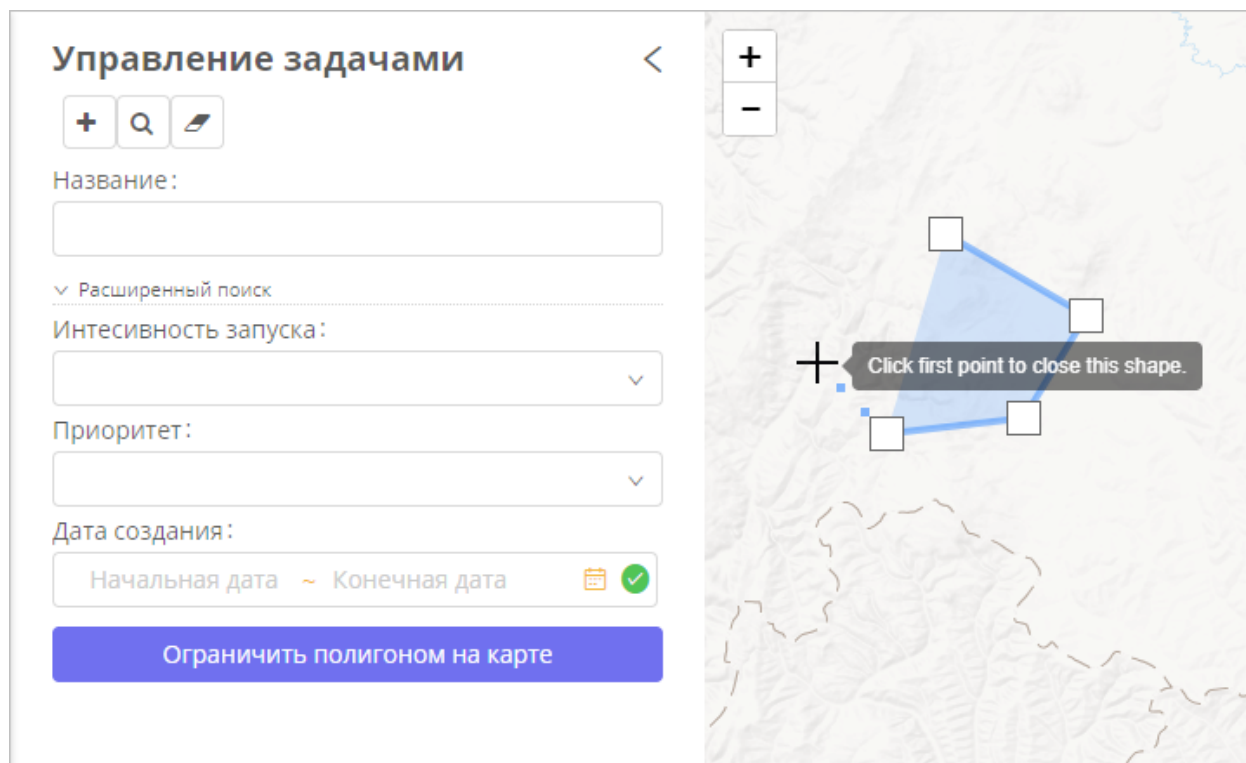 Управление задачами
Название:
Расширенный поиск
Интесивность запуска:
Приоритет:
Дата создания:
Начальная дата ~ Конечная дата
Ограничить полигоном на карте
+
−
Click first point to close this shape.